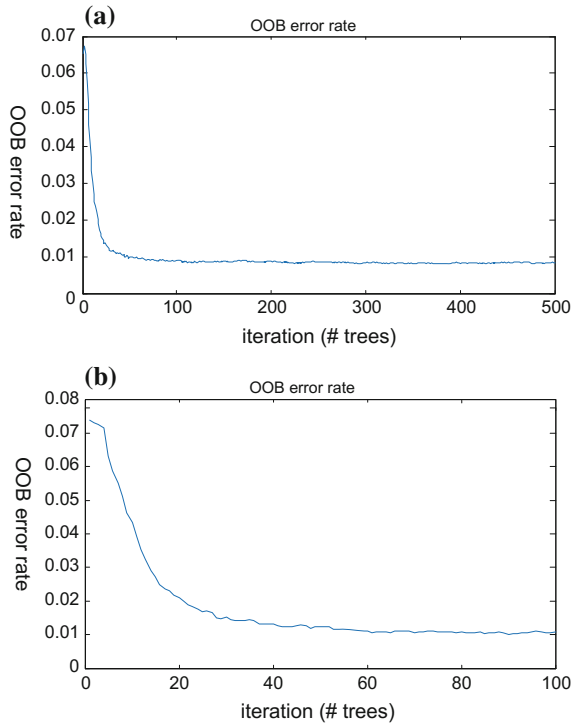 (a)
OOB error rate
OOB error rate
0.07
0.06
0.05
0.04
0.03
0.02
0.01
0
0 100 200 300 400 500
iteration (# trees)
(b)
OOB error rate
OOB error rate
0.08
0.07
0.06
0.05
0.04
0.03
0.02
0.01
0
0 20 40 60 80 100
iteration (# trees)